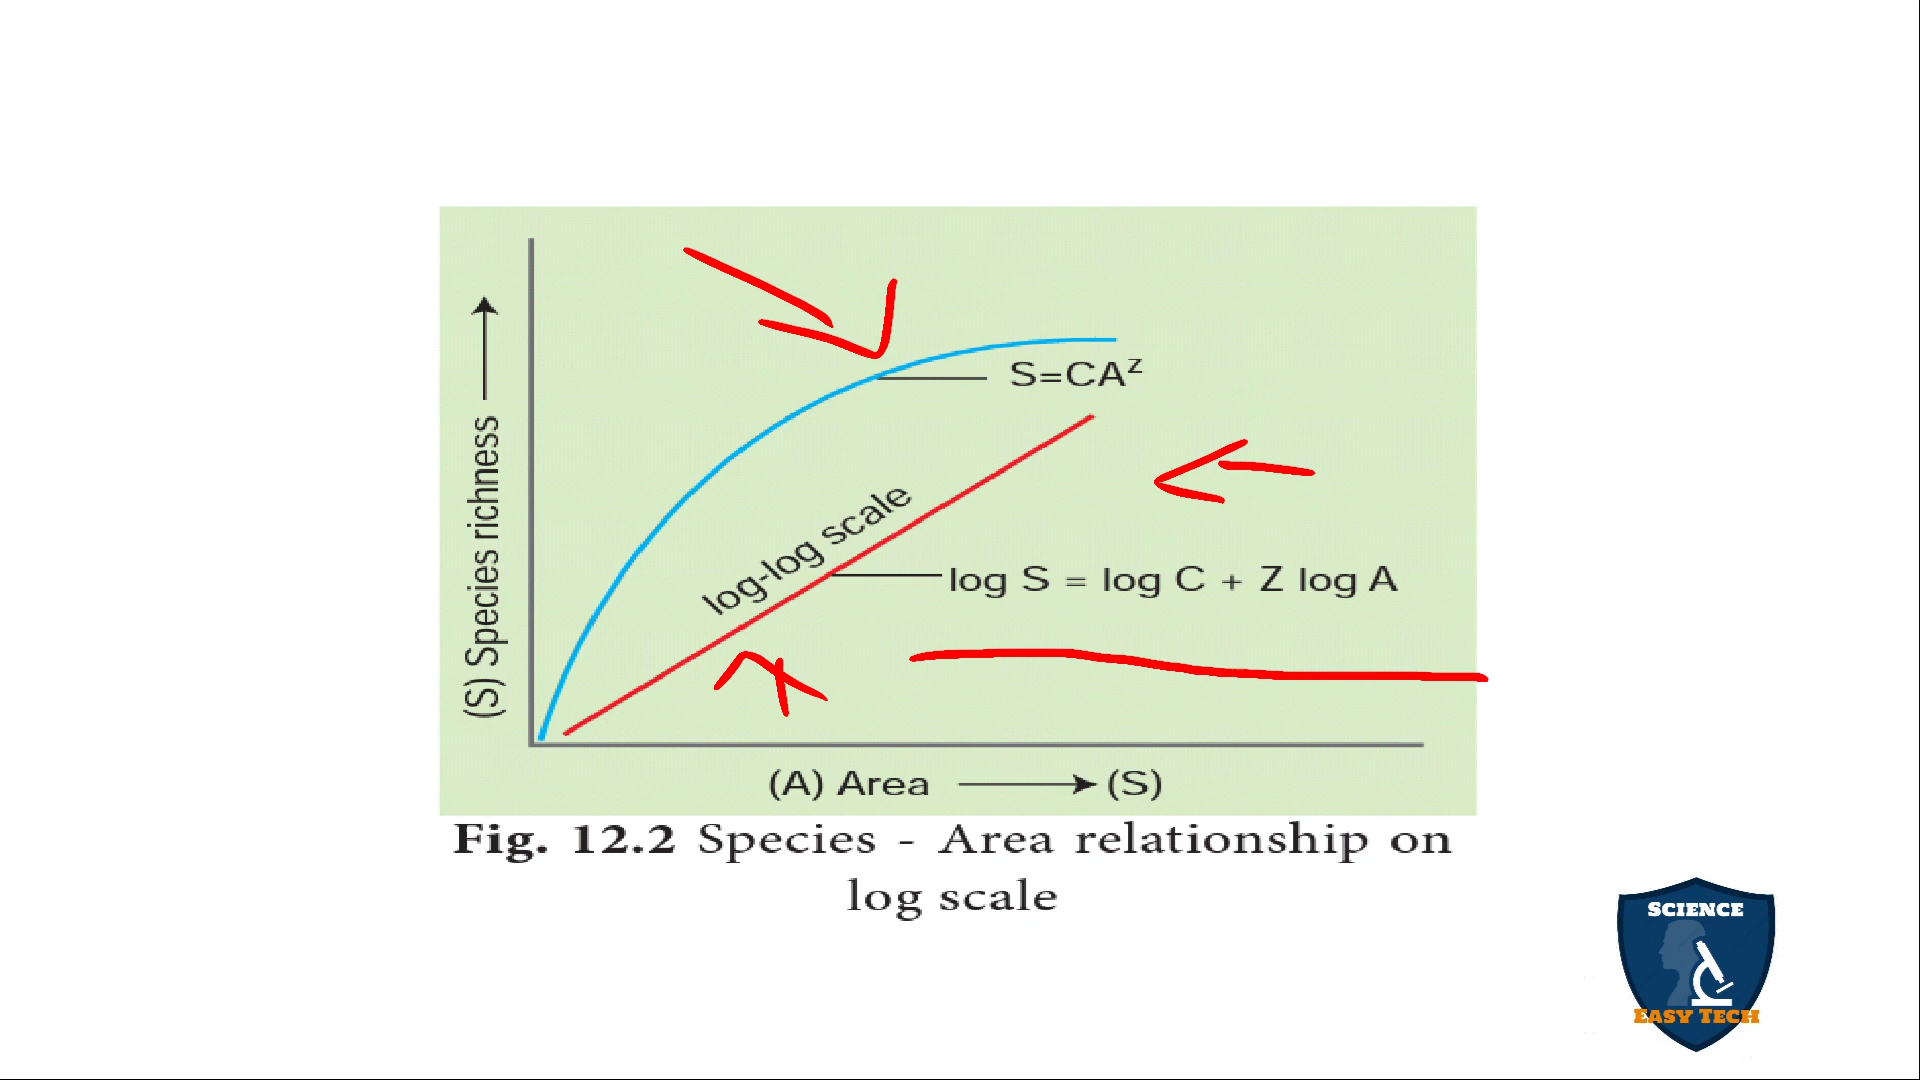 S=CAᶻ
log-log scale
log S = log C + Z log A
(S) Species richness
(A) Area (S)
Fig. 12.2 Species - Area relationship on
log scale
SCIENCE
EASY TECH